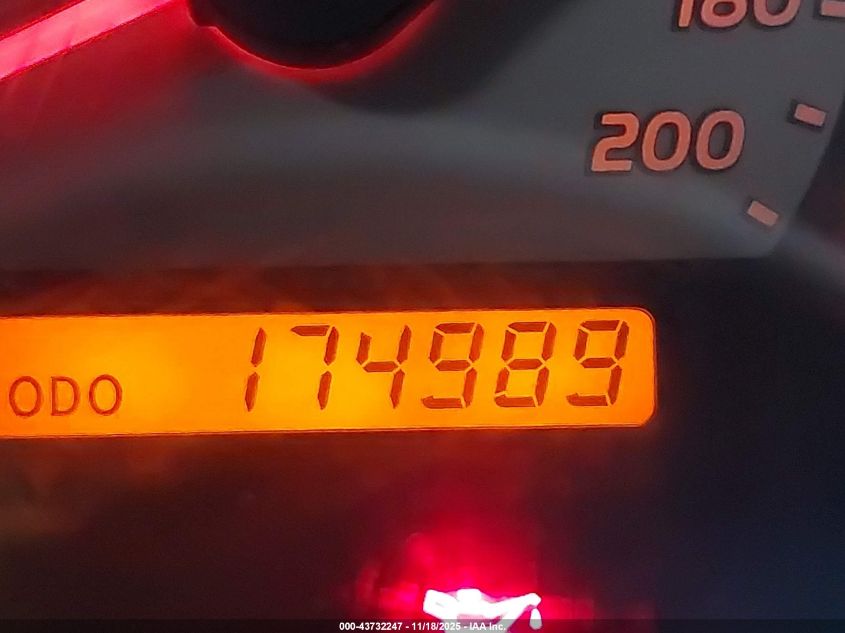 180
200
ODO 174989
000-43732247 - 11/18/2025 - IAA Inc.